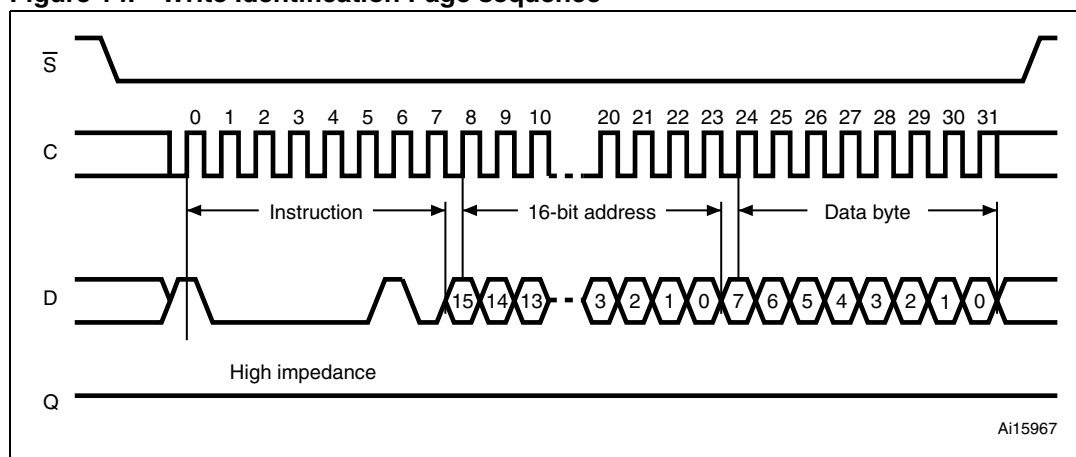 S
0 1 2 3 4 5 6 7 8 9 10 20 21 22 23 24 25 26 27 28 29 30 31
C
Instruction 16-bit address Data byte
D
15 14 13 3 2 1 0 7 6 5 4 3 2 1 0
High impedance
Q
Ai15967